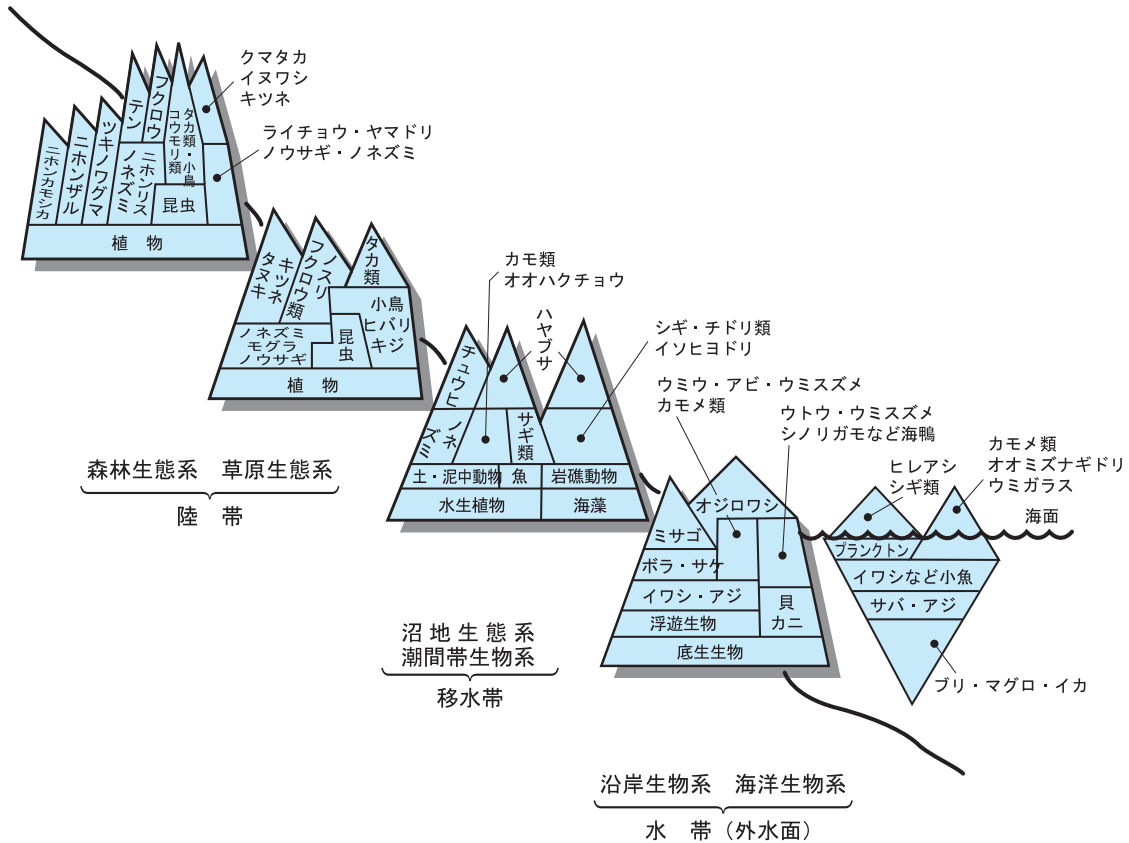 クマタカ
イヌワシ
キツネ
ライチョウ・ヤマドリ
ノウサギ・ノネズミ
ニホンカモシカ
ニホンザル
ツキノワグマ
テン
フクロウ
コウモリ類
タカ類・小鳥
ノネズミ
ニホンリス
昆虫
植　物
タヌキ
キツネ
フクロウ類
ノスリ
タカ類
小鳥
ヒバリ
キジ
ノネズミ
モグラ
ノウサギ
昆虫
植　物
カモ類
オオハクチョウ
ハヤブサ
シギ・チドリ類
イソヒヨドリ
チュウヒ
ノネズミ
サギ類
土・泥中動物
魚
岩礁動物
水生植物
海藻
ウミウ・アビ・ウミスズメ
カモメ類
ウトウ・ウミスズメ
シノリガモなど海鴨
オジロワシ
ミサゴ
ボラ・サケ
イワシ・アジ
浮遊生物
貝
カニ
底生生物
カモメ類
オオミズナギドリ
ウミガラス
ヒレアシ
シギ類
海面
プランクトン
イワシなど小魚
サバ・アジ
ブリ・マグロ・イカ
森林生態系　草原生態系
陸　帯
沼地生態系
潮間帯生物系
移水帯
沿岸生物系　海洋生物系
水　帯（外水面）